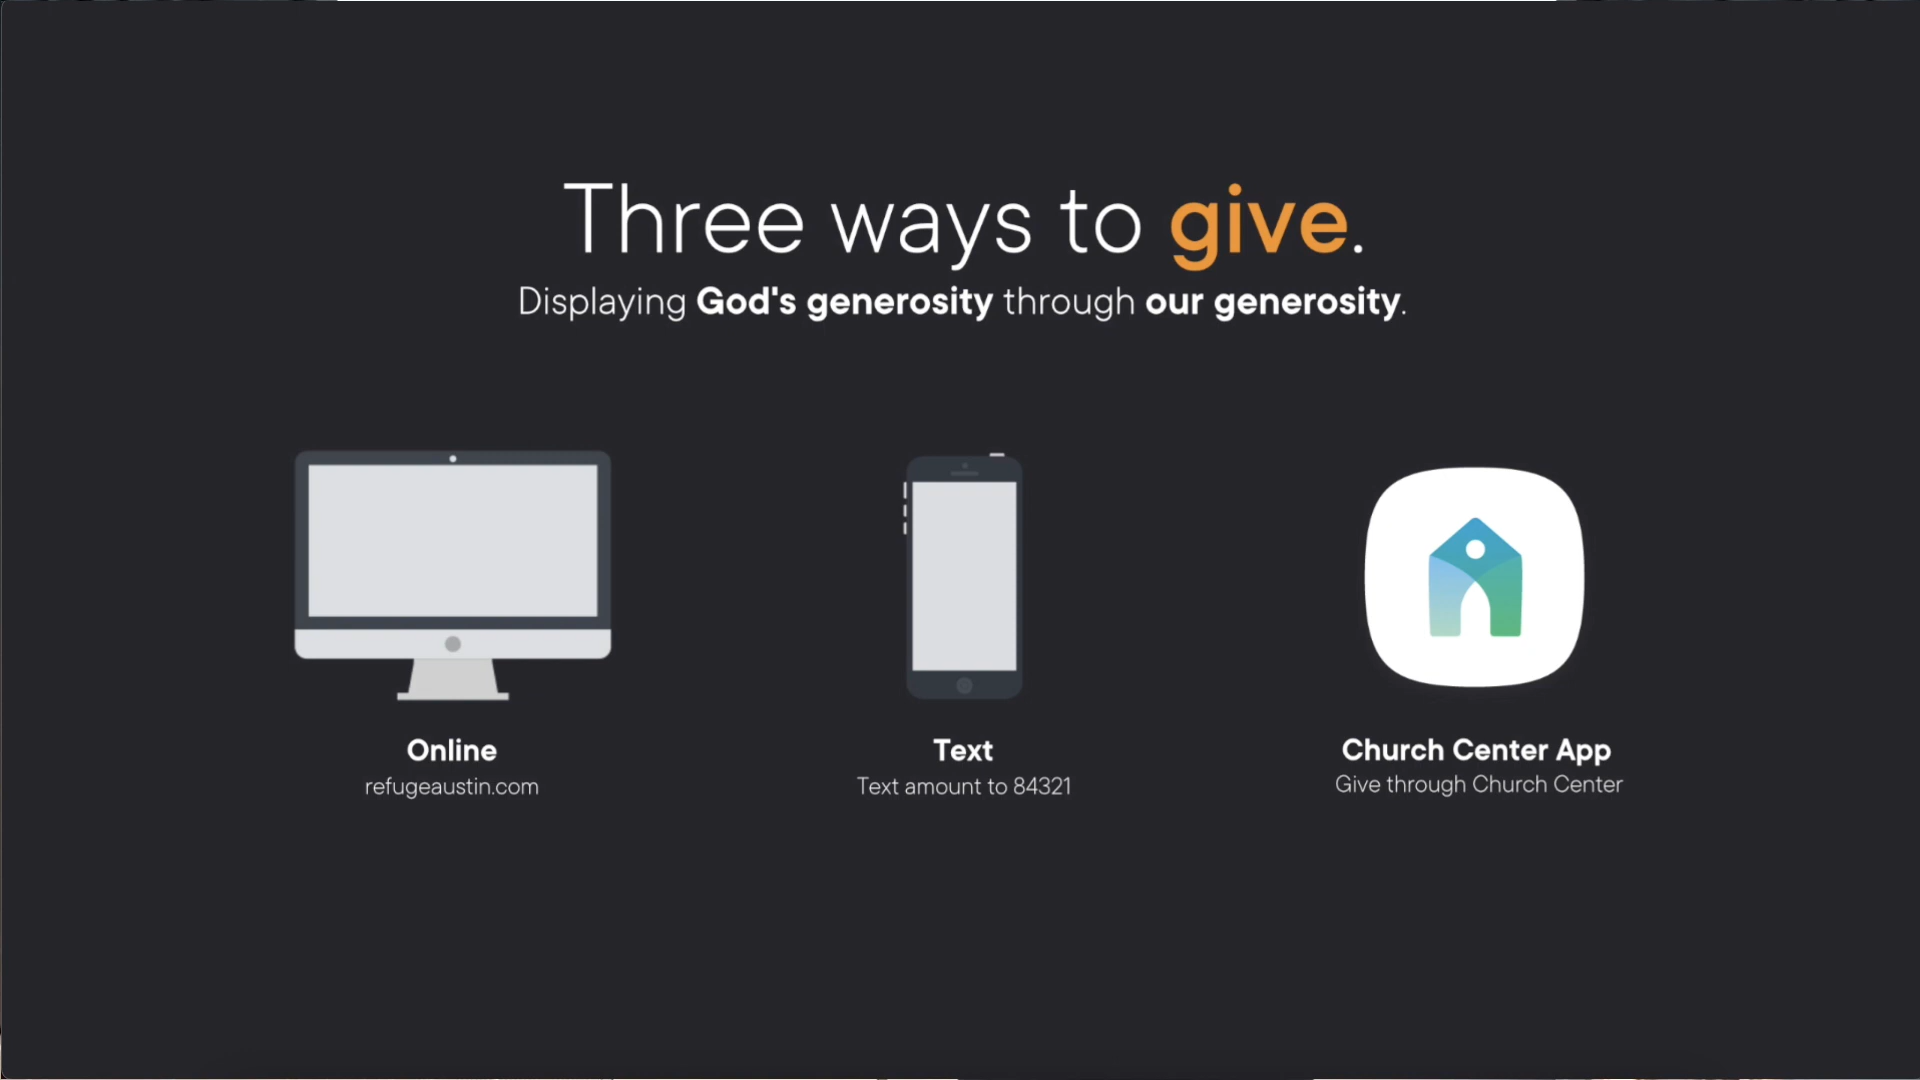 Three ways to give.
Displaying God's generosity through our generosity.
Online
refugeaustin.com
Text
Text amount to 84321
Church Center App
Give through Church Center